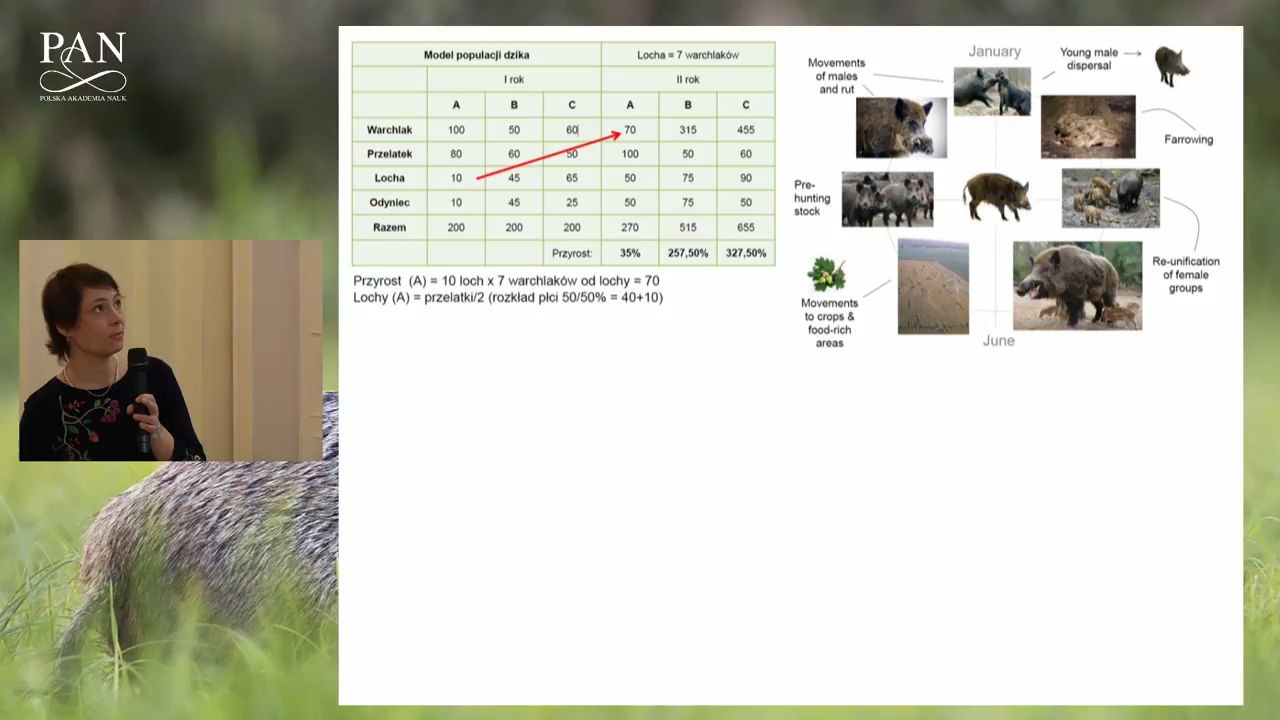 PAN
POLSKA AKADEMIA NAUK
Model populacji dzika Locha = 7 warchlaków
I rok II rok
A B C A B C
Warchlak 100 50 60 70 315 455
Przelatek 80 60 50 100 50 60
Locha 10 45 65 50 75 90
Odyniec 10 45 25 50 75 50
Razem 200 200 200 270 515 655
Przyrost: 35% 257,50% 327,50%
Przyrost (A) = 10 loch x 7 warchlaków od lochy = 70
Lochy (A) = przelatki/2 (rozkład płci 50/50% = 40+10)
January
Young male
dispersal
Movements
of males
and rut
Farrowing
Pre-
hunting
stock
Re-unification
of female
groups
Movements
to crops &
food-rich
areas
June